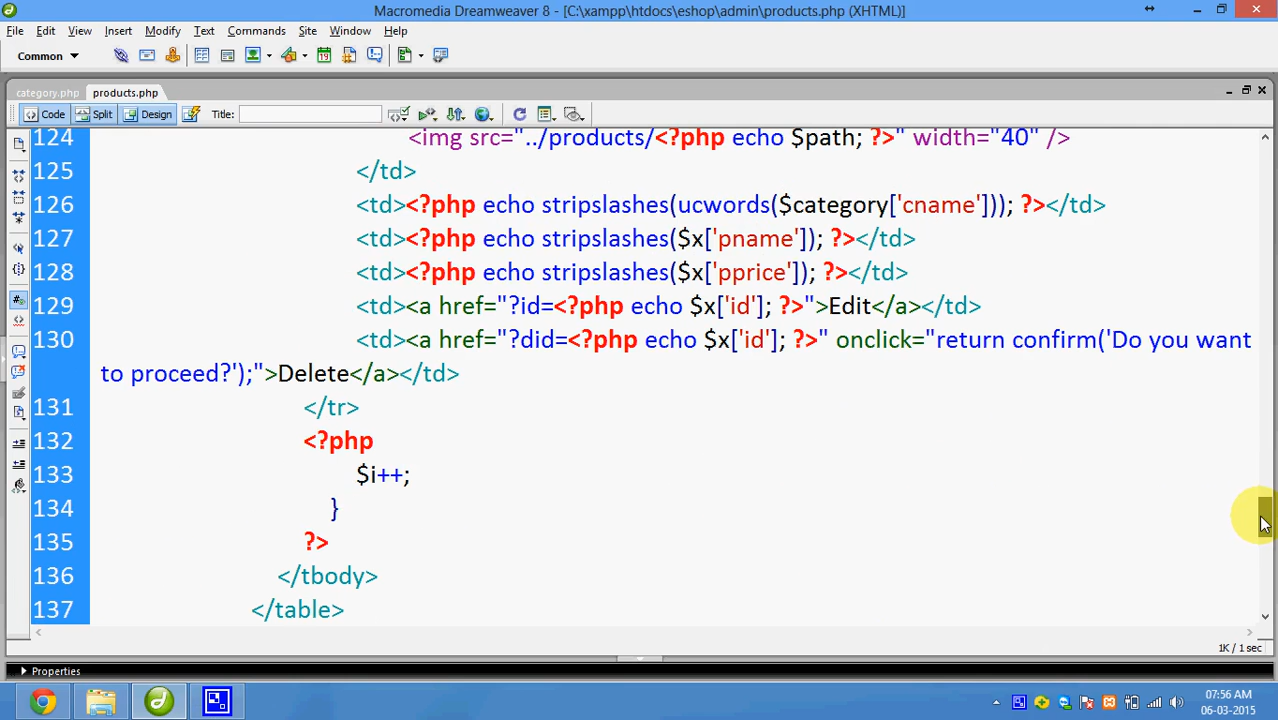 Macromedia Dreamweaver 8 - [C:\xampp\htdocs\eshop\admin\products.php (XHTML)]
File Edit View Insert Modify Text Commands Site Window Help
Common
category.php products.php
Code Split Design Title:
124 <img src="../products/<?php echo $path; ?>" width="40" />
125 </td>
126 <td><?php echo stripslashes(ucwords($category['cname'])); ?></td>
127 <td><?php echo stripslashes($x['pname']); ?></td>
128 <td><?php echo stripslashes($x['pprice']); ?></td>
129 <td><a href="?id=<?php echo $x['id']; ?>">Edit</a></td>
130 <td><a href="?did=<?php echo $x['id']; ?>" onclick="return confirm('Do you want
to proceed?');">Delete</a></td>
131 </tr>
132 <?php
133 $i++;
134 }
135 ?>
136 </tbody>
137 </table>
1K / 1 sec
Properties
07:56 AM
06-03-2015